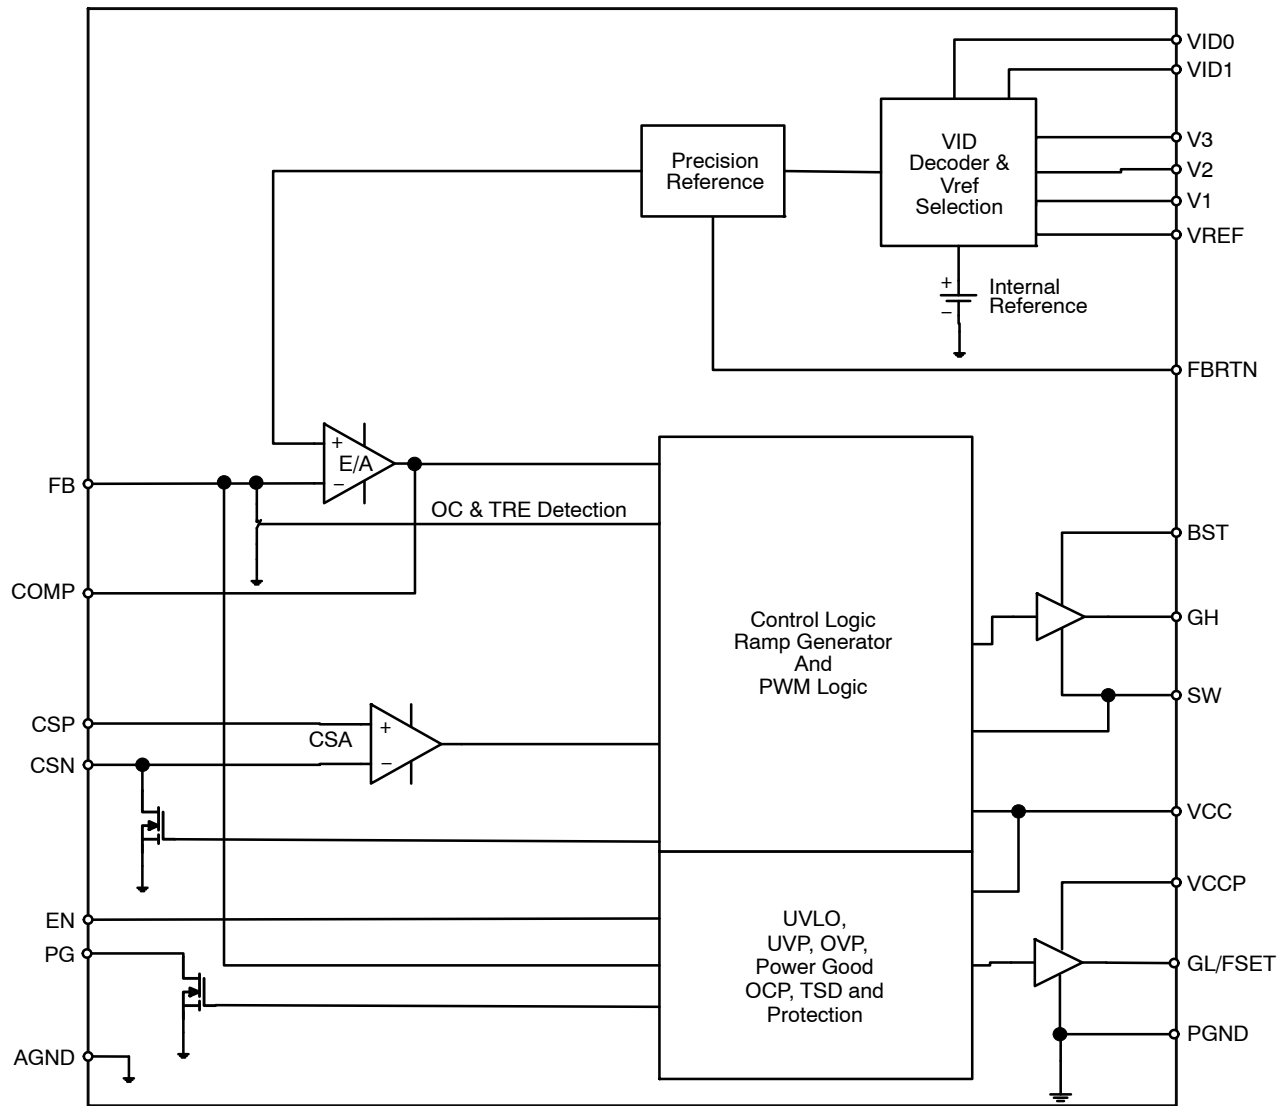 VID0
VID1
VID
Decoder &
Vref
Selection
Precision
Reference
V3
V2
V1
VREF
+
−
Internal
Reference
FBRTN
+
E/A
−
FB
OC & TRE Detection
COMP
BST
GH
SW
Control Logic
Ramp Generator
And
PWM Logic
CSP
CSA
+
−
CSN
VCC
VCCP
EN
PG
UVLO,
UVP, OVP,
Power Good
OCP, TSD and
Protection
GL/FSET
PGND
AGND